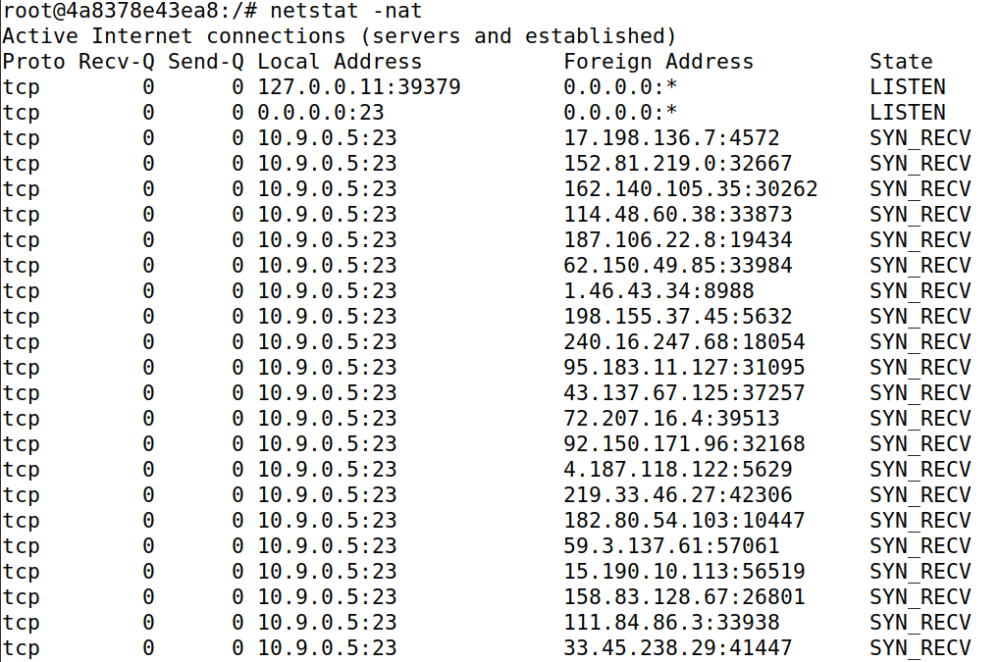 root@4a8378e43ea8:/# netstat -nat
Active Internet connections (servers and established)
Proto Recv-Q Send-Q Local Address           Foreign Address         State
tcp        0      0 127.0.0.11:39379        0.0.0.0:*               LISTEN
tcp        0      0 0.0.0.0:23              0.0.0.0:*               LISTEN
tcp        0      0 10.9.0.5:23             17.198.136.7:4572       SYN_RECV
tcp        0      0 10.9.0.5:23             152.81.219.0:32667      SYN_RECV
tcp        0      0 10.9.0.5:23             162.140.105.35:30262    SYN_RECV
tcp        0      0 10.9.0.5:23             114.48.60.38:33873      SYN_RECV
tcp        0      0 10.9.0.5:23             187.106.22.8:19434      SYN_RECV
tcp        0      0 10.9.0.5:23             62.150.49.85:33984      SYN_RECV
tcp        0      0 10.9.0.5:23             1.46.43.34:8988         SYN_RECV
tcp        0      0 10.9.0.5:23             198.155.37.45:5632      SYN_RECV
tcp        0      0 10.9.0.5:23             240.16.247.68:18054     SYN_RECV
tcp        0      0 10.9.0.5:23             95.183.11.127:31095     SYN_RECV
tcp        0      0 10.9.0.5:23             43.137.67.125:37257     SYN_RECV
tcp        0      0 10.9.0.5:23             72.207.16.4:39513       SYN_RECV
tcp        0      0 10.9.0.5:23             92.150.171.96:32168     SYN_RECV
tcp        0      0 10.9.0.5:23             4.187.118.122:5629      SYN_RECV
tcp        0      0 10.9.0.5:23             219.33.46.27:42306      SYN_RECV
tcp        0      0 10.9.0.5:23             182.80.54.103:10447     SYN_RECV
tcp        0      0 10.9.0.5:23             59.3.137.61:57061       SYN_RECV
tcp        0      0 10.9.0.5:23             15.190.10.113:56519     SYN_RECV
tcp        0      0 10.9.0.5:23             158.83.128.67:26801     SYN_RECV
tcp        0      0 10.9.0.5:23             111.84.86.3:33938       SYN_RECV
tcp        0      0 10.9.0.5:23             33.45.238.29:41447      SYN_RECV